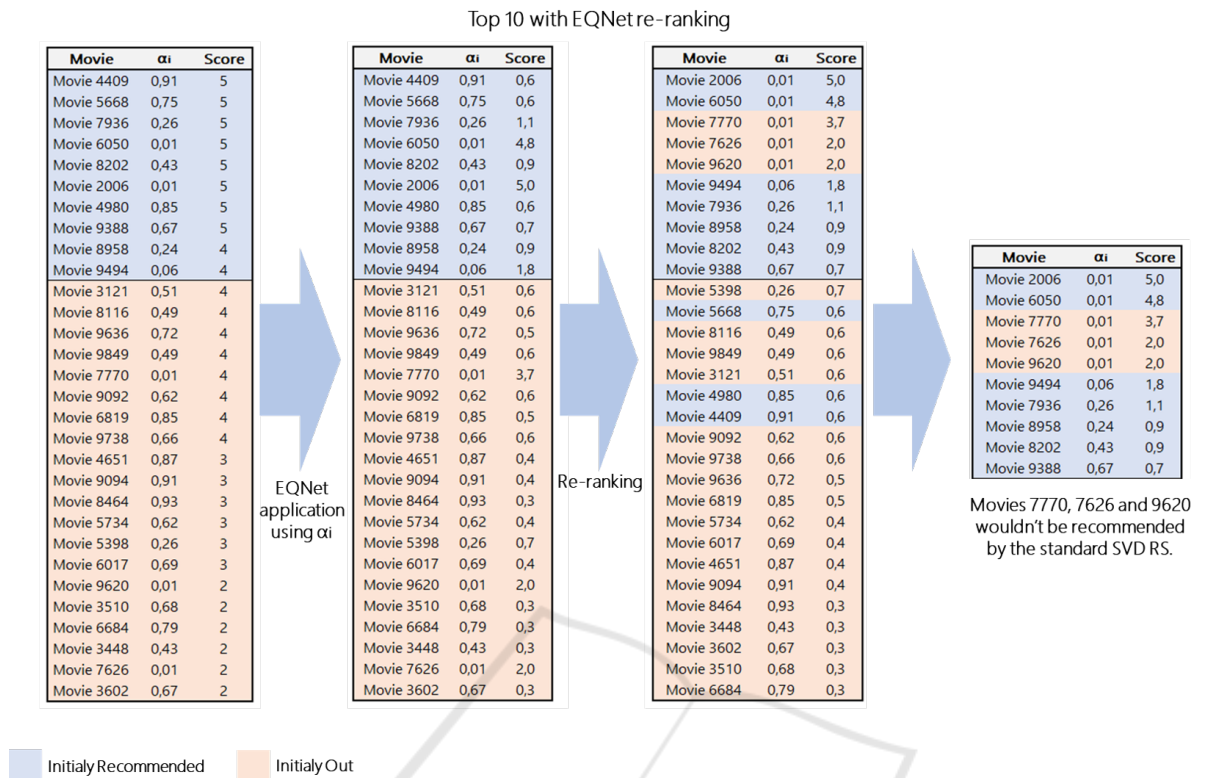 Top 10 with EQNet re-ranking
Movie αi Score
Movie 4409 0,91 5
Movie 5668 0,75 5
Movie 7936 0,26 5
Movie 6050 0,01 5
Movie 8202 0,43 5
Movie 2006 0,01 5
Movie 4980 0,85 5
Movie 9388 0,67 5
Movie 8958 0,24 4
Movie 9494 0,06 4
Movie 3121 0,51 4
Movie 8116 0,49 4
Movie 9636 0,72 4
Movie 9849 0,49 4
Movie 7770 0,01 4
Movie 9092 0,62 4
Movie 6819 0,85 4
Movie 9738 0,66 4
Movie 4651 0,87 3
Movie 9094 0,91 3
Movie 8464 0,93 3
Movie 5734 0,62 3
Movie 5398 0,26 3
Movie 6017 0,69 3
Movie 9620 0,01 2
Movie 3510 0,68 2
Movie 6684 0,79 2
Movie 3448 0,43 2
Movie 7626 0,01 2
Movie 3602 0,67 2
EQNet
application
using αi
Movie αi Score
Movie 4409 0,91 0,6
Movie 5668 0,75 0,6
Movie 7936 0,26 1,1
Movie 6050 0,01 4,8
Movie 8202 0,43 0,9
Movie 2006 0,01 5,0
Movie 4980 0,85 0,6
Movie 9388 0,67 0,7
Movie 8958 0,24 0,9
Movie 9494 0,06 1,8
Movie 3121 0,51 0,6
Movie 8116 0,49 0,6
Movie 9636 0,72 0,5
Movie 9849 0,49 0,6
Movie 7770 0,01 3,7
Movie 9092 0,62 0,6
Movie 6819 0,85 0,5
Movie 9738 0,66 0,6
Movie 4651 0,87 0,4
Movie 9094 0,91 0,4
Movie 8464 0,93 0,3
Movie 5734 0,62 0,4
Movie 5398 0,26 0,7
Movie 6017 0,69 0,4
Movie 9620 0,01 2,0
Movie 3510 0,68 0,3
Movie 6684 0,79 0,3
Movie 3448 0,43 0,3
Movie 7626 0,01 2,0
Movie 3602 0,67 0,3
Re-ranking
Movie αi Score
Movie 2006 0,01 5,0
Movie 6050 0,01 4,8
Movie 7770 0,01 3,7
Movie 7626 0,01 2,0
Movie 9620 0,01 2,0
Movie 9494 0,06 1,8
Movie 7936 0,26 1,1
Movie 8958 0,24 0,9
Movie 8202 0,43 0,9
Movie 9388 0,67 0,7
Movie 5398 0,26 0,7
Movie 5668 0,75 0,6
Movie 8116 0,49 0,6
Movie 9849 0,49 0,6
Movie 3121 0,51 0,6
Movie 4980 0,85 0,6
Movie 4409 0,91 0,6
Movie 9092 0,62 0,6
Movie 9738 0,66 0,6
Movie 9636 0,72 0,5
Movie 6819 0,85 0,5
Movie 5734 0,62 0,4
Movie 6017 0,69 0,4
Movie 4651 0,87 0,4
Movie 9094 0,91 0,4
Movie 8464 0,93 0,3
Movie 3448 0,43 0,3
Movie 3602 0,67 0,3
Movie 3510 0,68 0,3
Movie 6684 0,79 0,3
Movie αi Score
Movie 2006 0,01 5,0
Movie 6050 0,01 4,8
Movie 7770 0,01 3,7
Movie 7626 0,01 2,0
Movie 9620 0,01 2,0
Movie 9494 0,06 1,8
Movie 7936 0,26 1,1
Movie 8958 0,24 0,9
Movie 8202 0,43 0,9
Movie 9388 0,67 0,7
Movies 7770, 7626 and 9620
wouldn't be recommended
by the standard SVD RS.
Initialy Recommended
Initialy Out